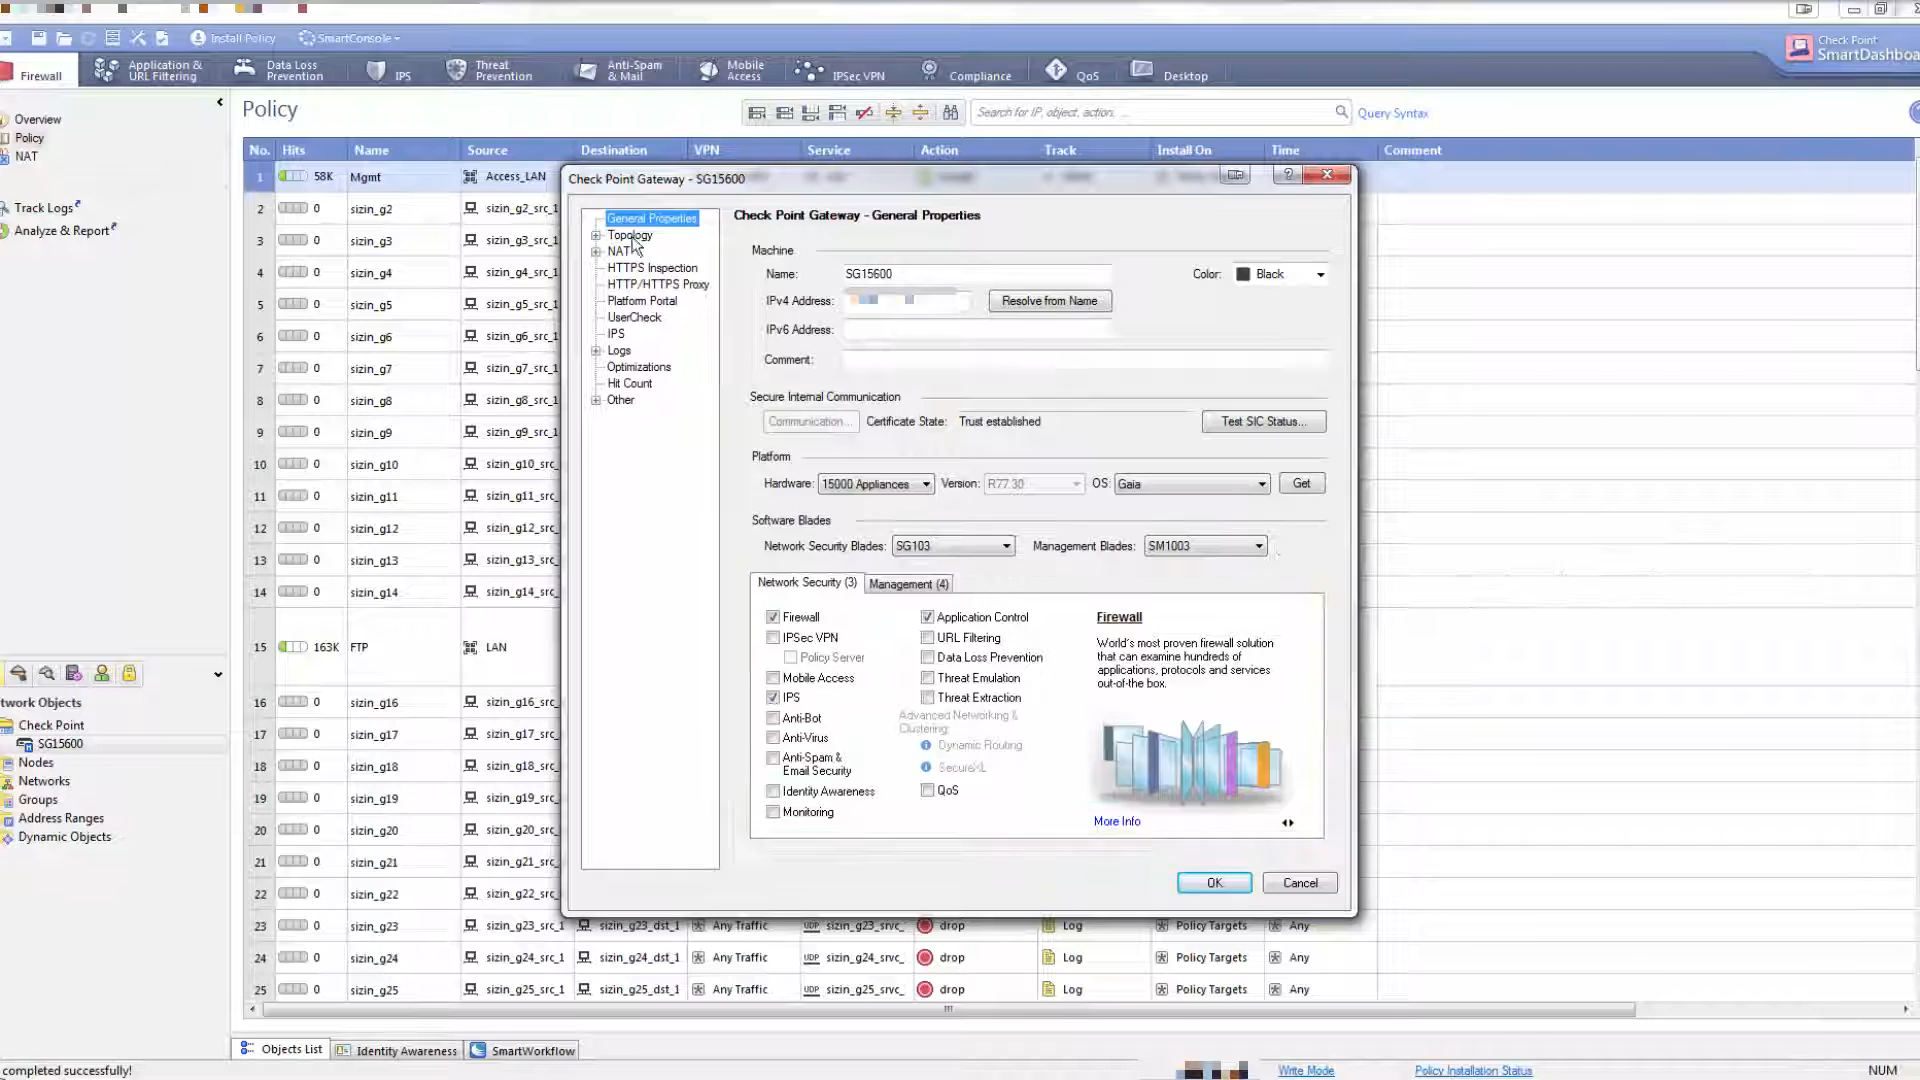 Install Policy
SmartConsole
Check Point
SmartDashboa
Firewall
Application & URL Filtering
Data Loss Prevention
IPS
Threat Prevention
Anti-Spam & Mail
Mobile Access
IPSec VPN
Compliance
QoS
Desktop
Overview
Policy
NAT
Track Logs
Analyze & Report
Policy
Search for IP, object, action, ...
Query Syntax
No. Hits Name Source Destination VPN Service Action Track Install On Time Comment
1 58K Mgmt Access_LAN
2 0 sizin_g2 sizin_g2_src_1
3 0 sizin_g3 sizin_g3_src_1
4 0 sizin_g4 sizin_g4_src_1
5 0 sizin_g5 sizin_g5_src_1
6 0 sizin_g6 sizin_g6_src_1
7 0 sizin_g7 sizin_g7_src_1
8 0 sizin_g8 sizin_g8_src_1
9 0 sizin_g9 sizin_g9_src_1
10 0 sizin_g10 sizin_g10_src_
11 0 sizin_g11 sizin_g11_src_
12 0 sizin_g12 sizin_g12_src_
13 0 sizin_g13 sizin_g13_src_
14 0 sizin_g14 sizin_g14_src_
15 163K FTP LAN
16 0 sizin_g16 sizin_g16_src_
17 0 sizin_g17 sizin_g17_src_
18 0 sizin_g18 sizin_g18_src_
19 0 sizin_g19 sizin_g19_src_
20 0 sizin_g20 sizin_g20_src_
21 0 sizin_g21 sizin_g21_src_
22 0 sizin_g22 sizin_g22_src_
23 0 sizin_g23 sizin_g23_src_1 sizin_g23_dst_1 Any Traffic UDP sizin_g23_srvc_ drop Log Policy Targets Any
24 0 sizin_g24 sizin_g24_src_1 sizin_g24_dst_1 Any Traffic UDP sizin_g24_srvc_ drop Log Policy Targets Any
25 0 sizin_g25 sizin_g25_src_1 sizin_g25_dst_1 Any Traffic UDP sizin_g25_srvc_ drop Log Policy Targets Any
Check Point Gateway - SG15600
General Properties
Topology
NAT
HTTPS Inspection
HTTP/HTTPS Proxy
Platform Portal
UserCheck
IPS
Logs
Optimizations
Hit Count
Other
Check Point Gateway - General Properties
Machine
Name: SG15600 Color: Black
IPv4 Address: Resolve from Name
IPv6 Address:
Comment:
Secure Internal Communication
Communication... Certificate State: Trust established Test SIC Status...
Platform
Hardware: 15000 Appliances Version: R77.30 OS: Gaia Get
Software Blades
Network Security Blades: SG103 Management Blades: SM1003
Network Security (3) Management (4)
Firewall
IPSec VPN
Policy Server
Mobile Access
IPS
Anti-Bot
Anti-Virus
Anti-Spam &
Email Security
Identity Awareness
Monitoring
Application Control
URL Filtering
Data Loss Prevention
Threat Emulation
Threat Extraction
Advanced Networking &
Clustering:
Dynamic Routing
SecureXL
QoS
Firewall
World's most proven firewall solution
that can examine hundreds of
applications, protocols and services
out-of-the box.
More Info
OK Cancel
twork Objects
Check Point
SG15600
Nodes
Networks
Groups
Address Ranges
Dynamic Objects
Objects List Identity Awareness SmartWorkflow
completed successfully! Write Mode Policy Installation Status NUM